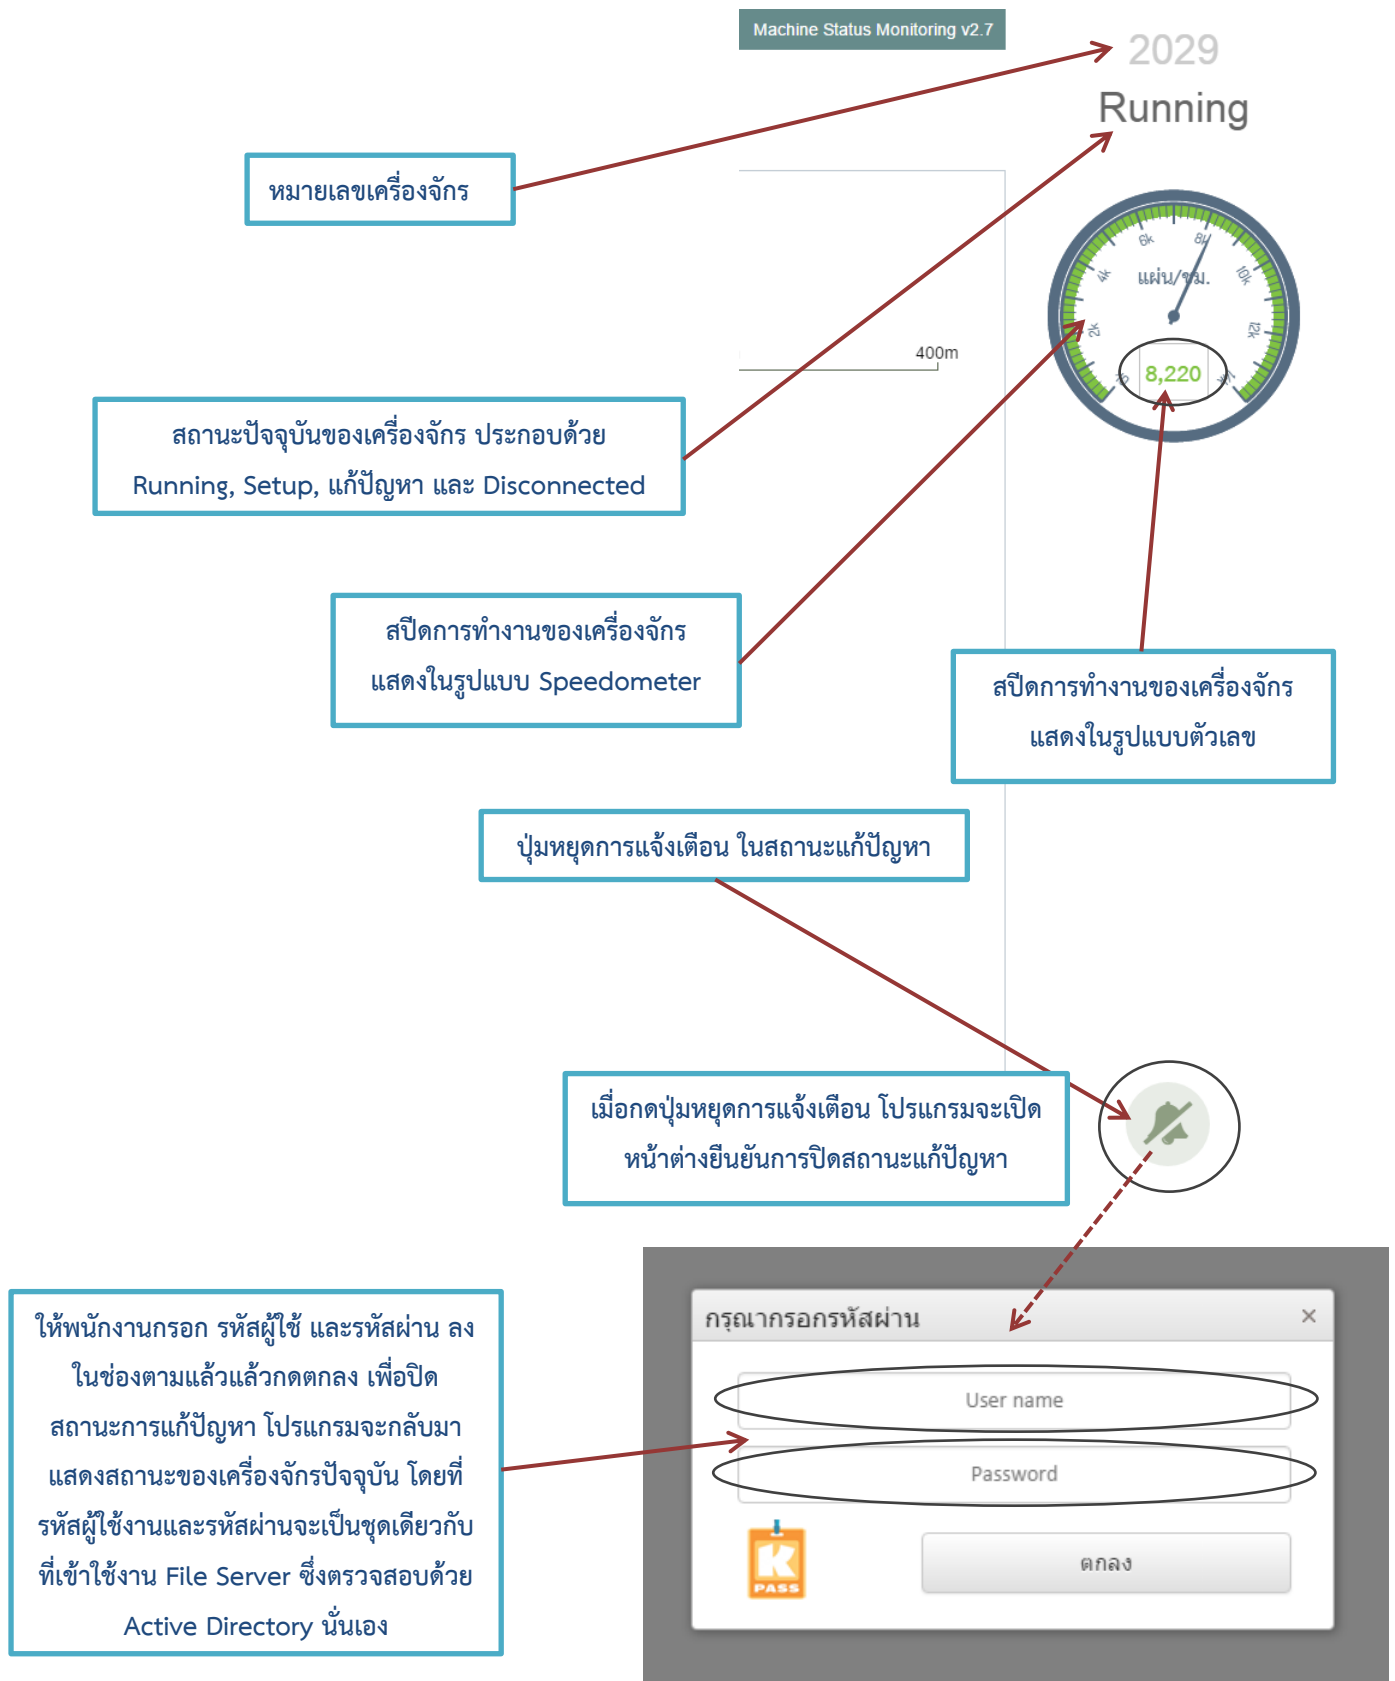 Machine Status Monitoring v2.7
2029
Running
หมายเลขเครื่องจักร
6k
8k
4k
10k
แผ่น/ชม.
2k
12k
400m
8,220
14k
สถานะปัจจุบันของเครื่องจักร ประกอบด้วย
Running, Setup, แก้ปัญหา และ Disconnected
สปีดการทำงานของเครื่องจักร
แสดงในรูปแบบ Speedometer
สปีดการทำงานของเครื่องจักร
แสดงในรูปแบบตัวเลข
ปุ่มหยุดการแจ้งเตือน ในสถานะแก้ปัญหา
เมื่อกดปุ่มหยุดการแจ้งเตือน โปรแกรมจะเปิด
หน้าต่างยืนยันการปิดสถานะแก้ปัญหา
ให้พนักงานกรอก รหัสผู้ใช้ และรหัสผ่าน ลง
ในช่องตามแล้วแล้วกดตกลง เพื่อปิด
สถานะการแก้ปัญหา โปรแกรมจะกลับมา
แสดงสถานะของเครื่องจักรปัจจุบัน โดยที่
รหัสผู้ใช้งานและรหัสผ่านจะเป็นชุดเดียวกับ
ที่เข้าใช้งาน File Server ซึ่งตรวจสอบด้วย
Active Directory นั่นเอง
กรุณากรอกรหัสผ่าน
×
User name
Password
K
PASS
ตกลง